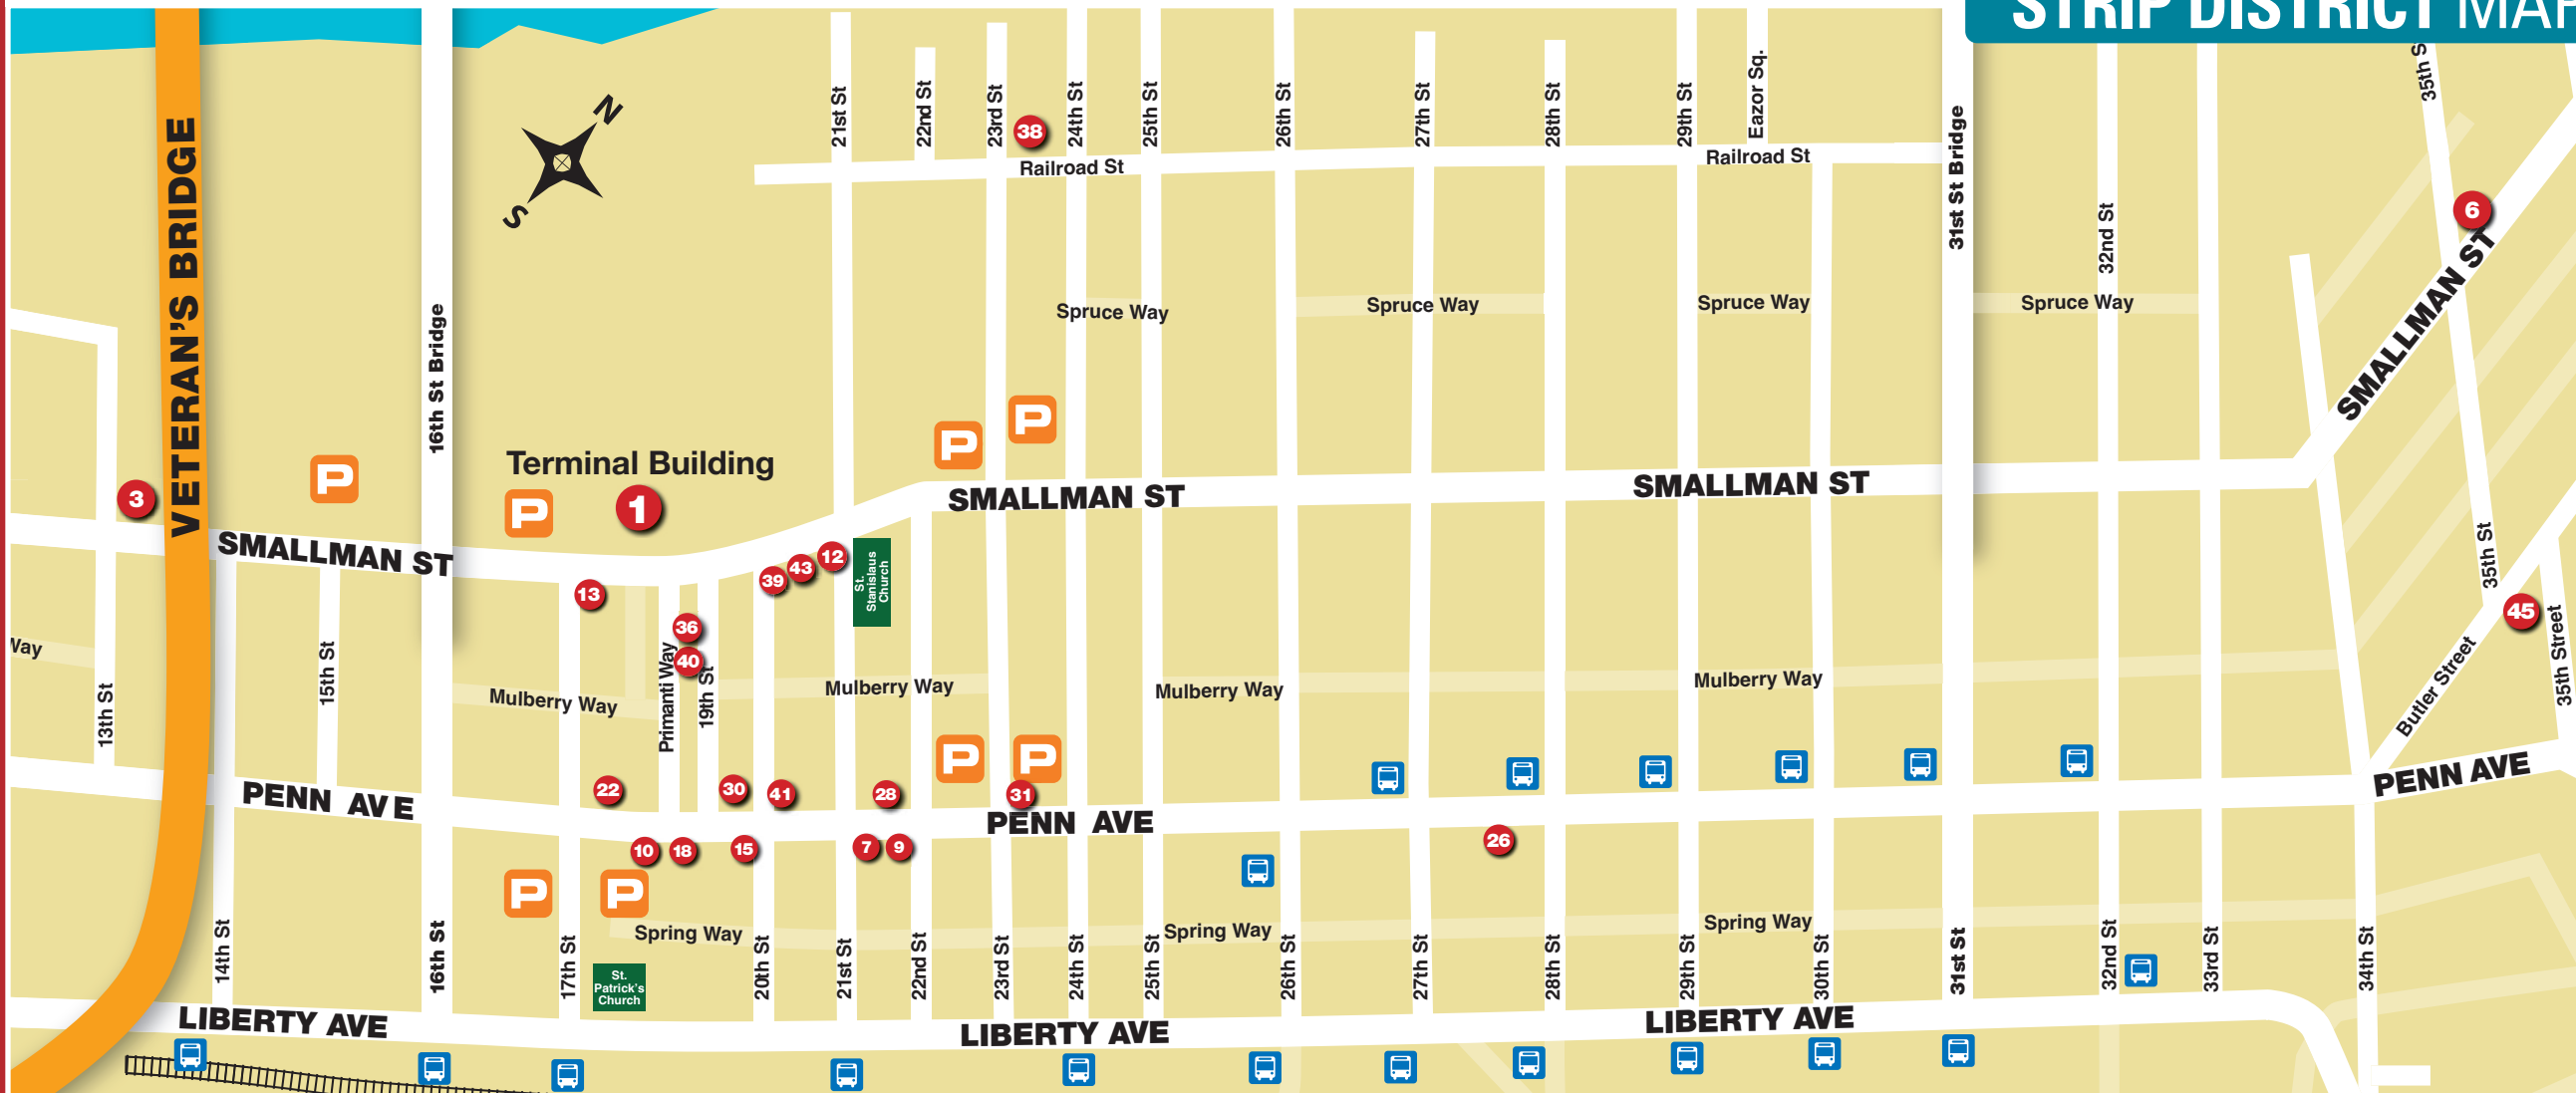 STRIP DISTRICT MAP
VETERAN'S BRIDGE
16th St Bridge
N
S
21st St
22nd St
23rd St
38
24th St
25th St
26th St
27th St
28th St
29th St
Eazor Sq.
31st St Bridge
32nd St
35th S
Railroad St
Railroad St
6
Spruce Way
Spruce Way
Spruce Way
Spruce Way
SMALLMAN ST
P
P
P
P
Terminal Building
1
3
SMALLMAN ST
SMALLMAN ST
SMALLMAN ST
13
39
43
12
St.
Stanislaus
Church
36
40
Way
13th St
15th St
Primanti Way
19th St
Mulberry Way
Mulberry Way
Mulberry Way
Mulberry Way
35th St
45
35th Street
Butler Street
P
P
22
30
41
28
31
PENN AVE
PENN AVE
PENN AVE
10
18
15
7
9
26
P
P
Spring Way
Spring Way
Spring Way
14th St
16th St
17th St
St.
Patrick's
Church
20th St
21st St
22nd St
23rd St
24th St
25th St
26th St
27th St
28th St
29th St
30th St
31st St
32nd St
33rd St
34th St
LIBERTY AVE
LIBERTY AVE
LIBERTY AVE